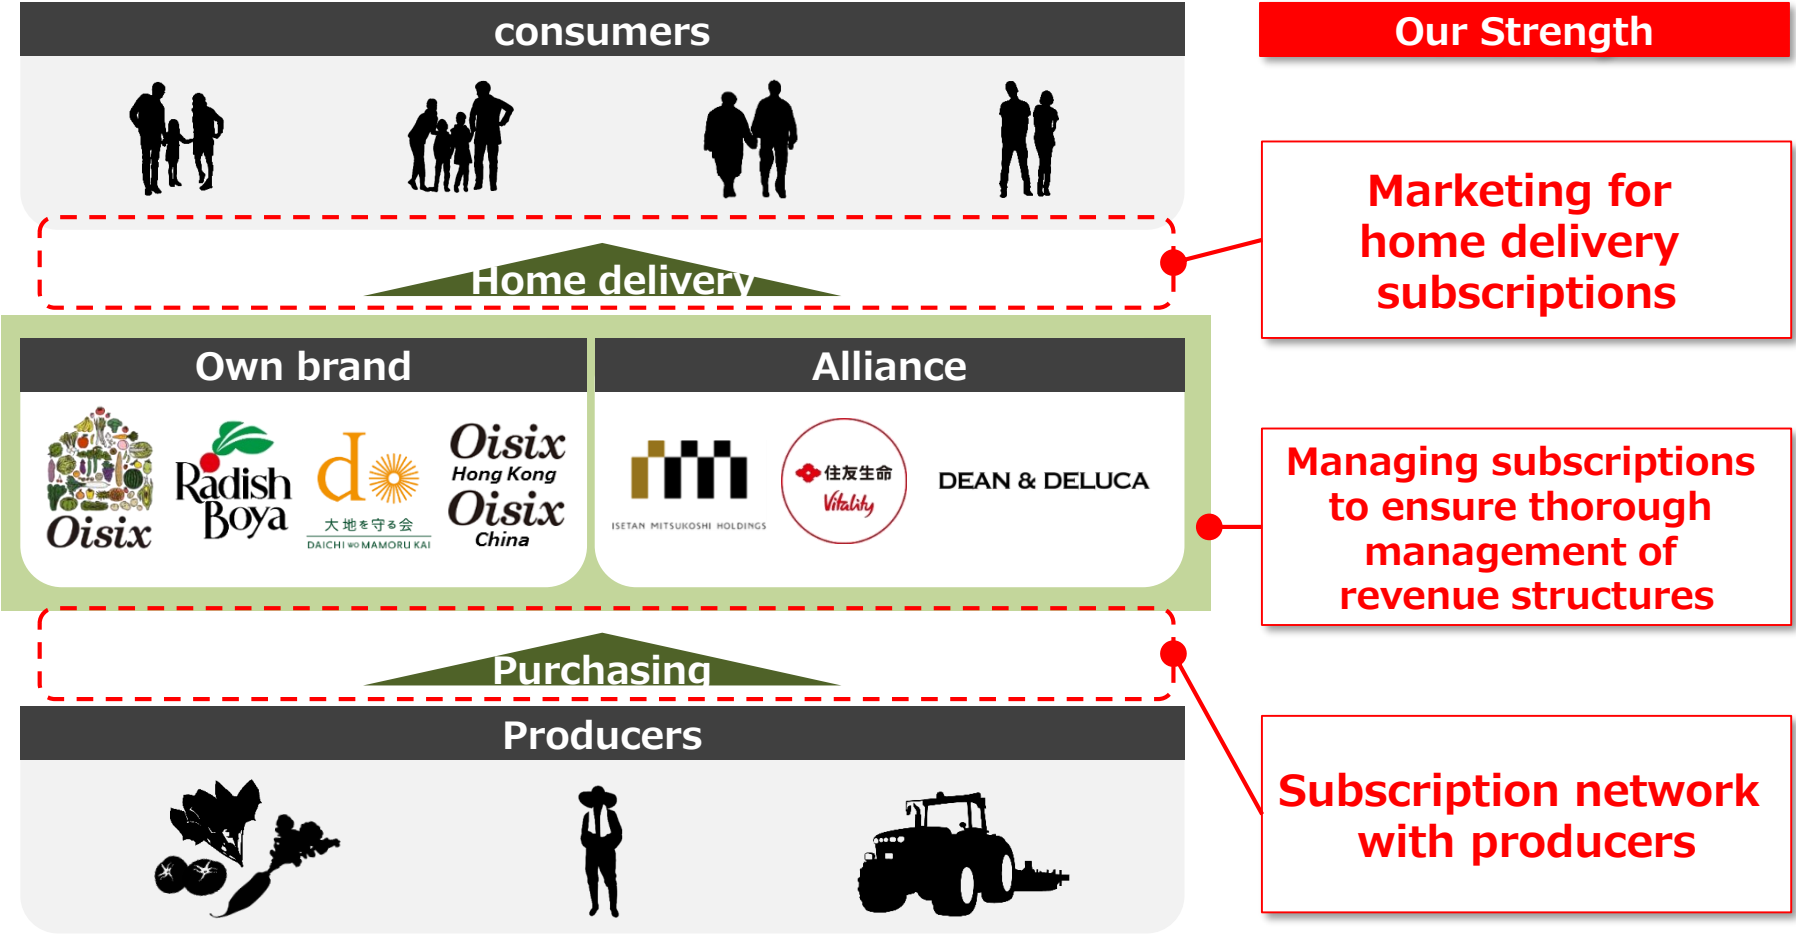 consumers
Our Strength
Marketing for
home delivery
subscriptions
Home delivery
Own brand
Alliance
Oisix
Radish
Boya
do
大地を守る会
DAICHI WO MAMORU KAI
Oisix
Hong Kong
Oisix
China
ISETAN MITSUKOSHI HOLDINGS
住友生命
Vitality
DEAN & DELUCA
Managing subscriptions
to ensure thorough
management of
revenue structures
Purchasing
Producers
Subscription network
with producers